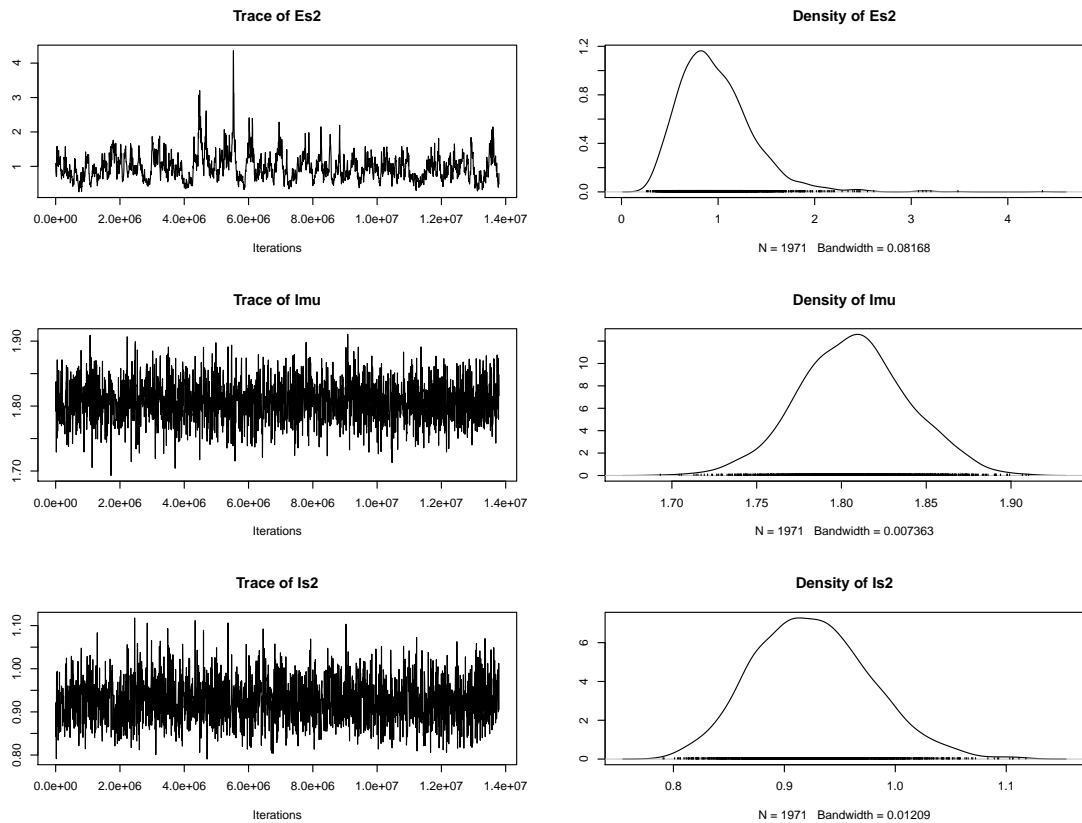 Trace of Es2
4
3
2
1
0.0e+00 2.0e+06 4.0e+06 6.0e+06 8.0e+06 1.0e+07 1.2e+07 1.4e+07
Iterations
Density of Es2
1.2
0.8
0.4
0.0
0 1 2 3 4
N = 1971 Bandwidth = 0.08168
Trace of Imu
1.90
1.80
1.70
0.0e+00 2.0e+06 4.0e+06 6.0e+06 8.0e+06 1.0e+07 1.2e+07 1.4e+07
Iterations
Density of Imu
10
8
6
4
2
0
1.70 1.75 1.80 1.85 1.90
N = 1971 Bandwidth = 0.007363
Trace of Is2
1.10
1.00
0.90
0.80
0.0e+00 2.0e+06 4.0e+06 6.0e+06 8.0e+06 1.0e+07 1.2e+07 1.4e+07
Iterations
Density of Is2
6
4
2
0
0.8 0.9 1.0 1.1
N = 1971 Bandwidth = 0.01209